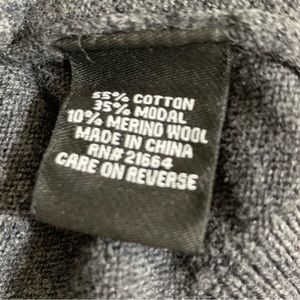 55% COTTON
35% MODAL
10% MERINO WOOL
MADE IN CHINA
RN# 21664
CARE ON REVERSE